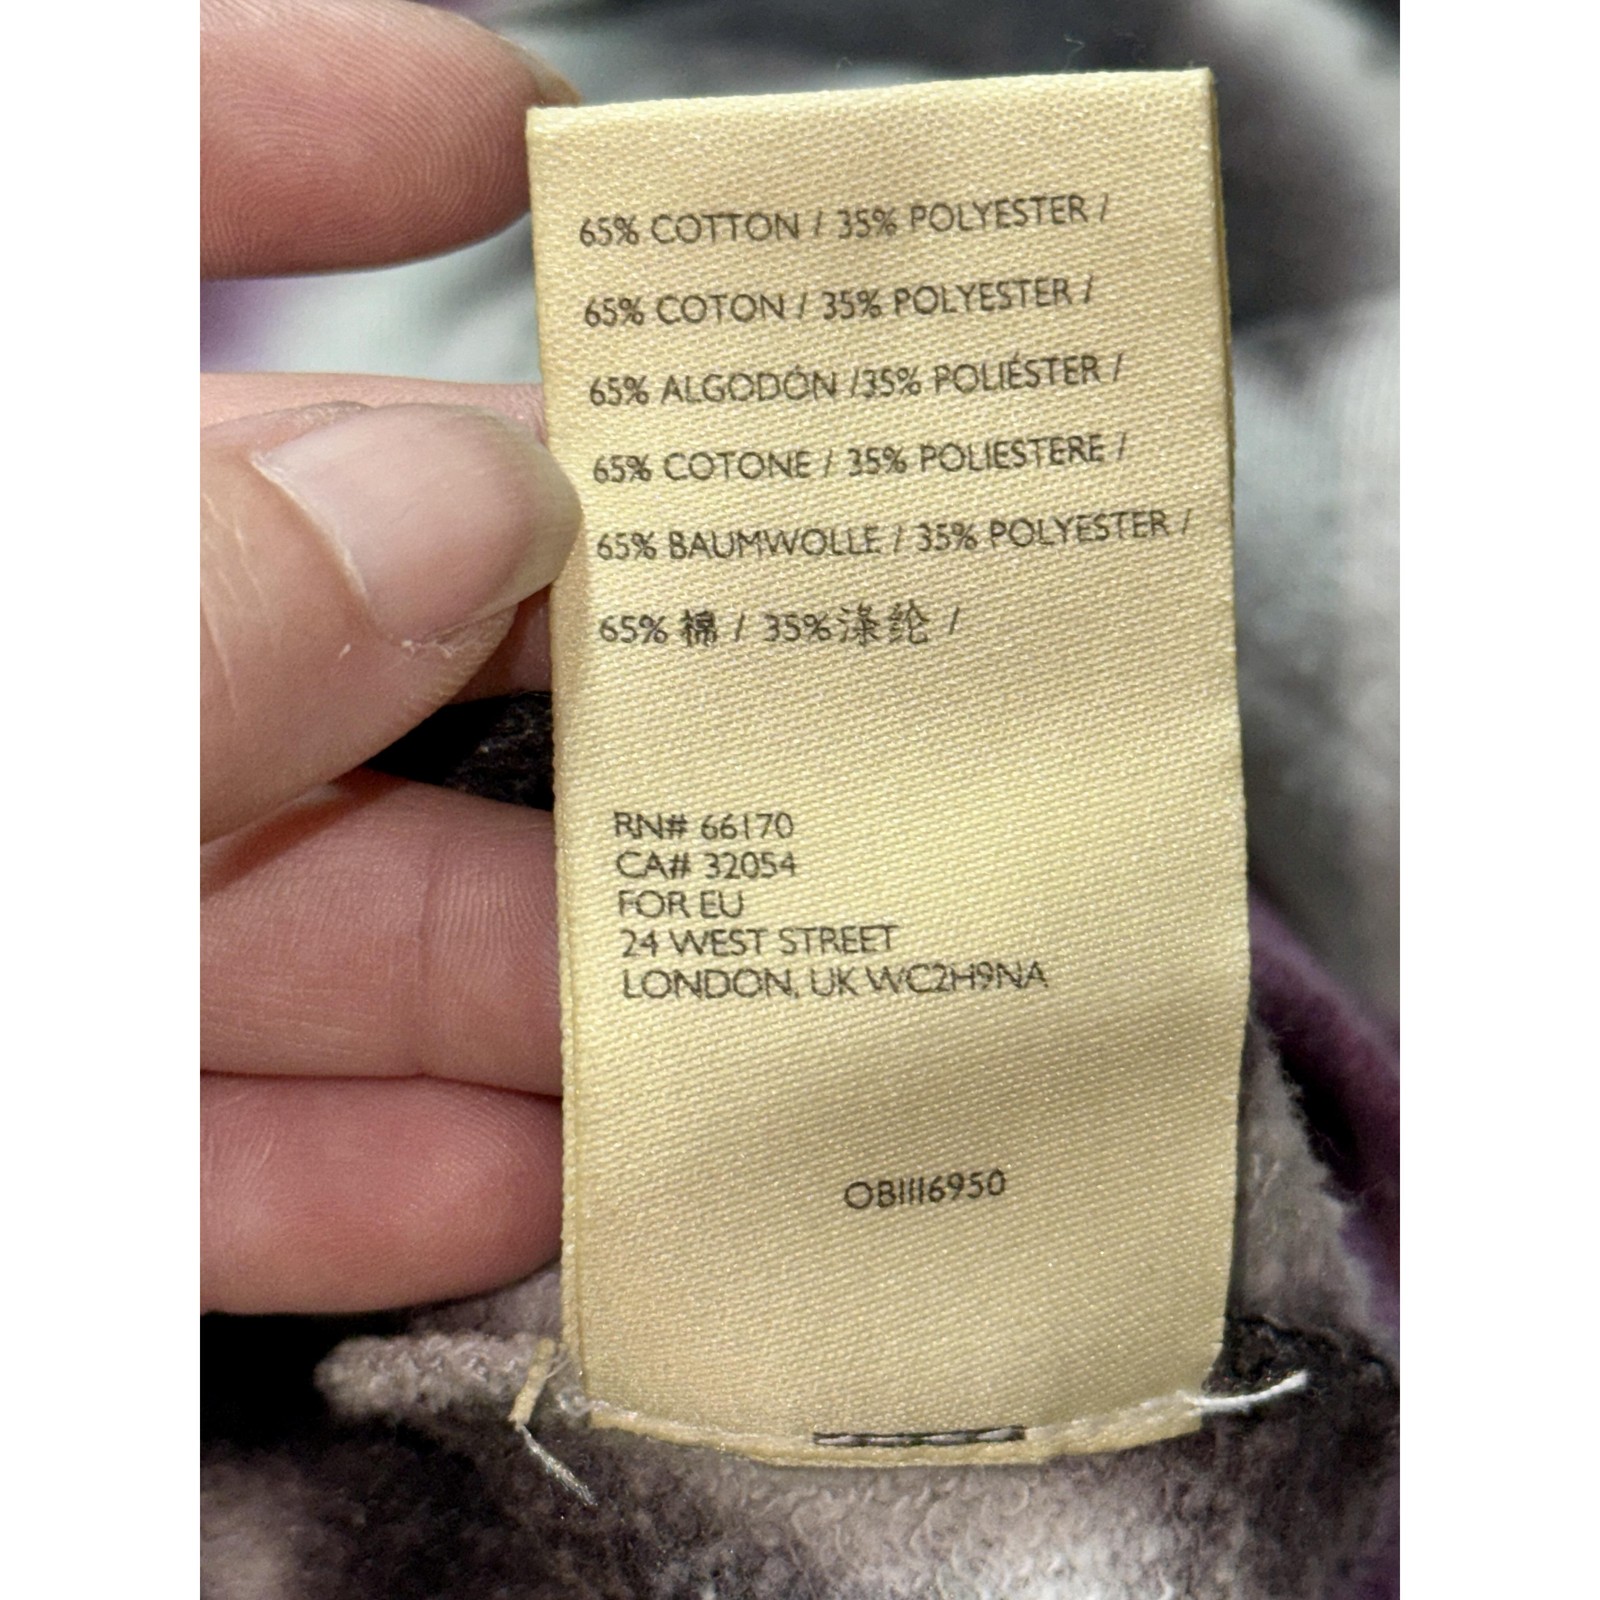 65% COTTON / 35% POLYESTER /
65% COTON / 35% POLYESTER /
65% ALGODÓN /35% POLIÉSTER /
65% COTONE / 35% POLIESTERE /
65% BAUMWOLLE / 35% POLYESTER /
65% 棉 / 35%涤纶 /
RN# 66170
CA# 32054
FOR EU
24 WEST STREET
LONDON, UK WC2H9NA
OBIII6950